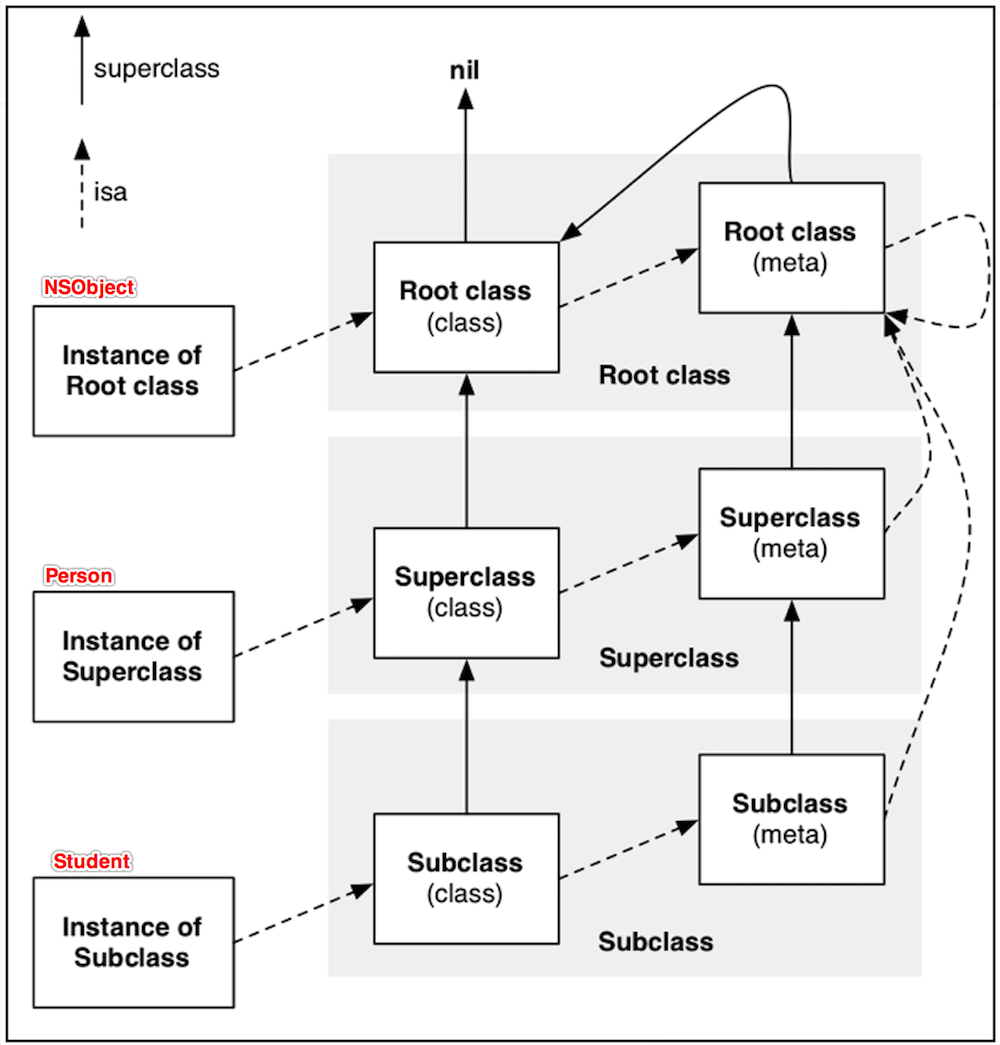 superclass
nil
isa
Root class
(meta)
NSObject
Root class
(class)
Instance of
Root class
Root class
Superclass
(meta)
Person
Superclass
(class)
Instance of
Superclass
Superclass
Subclass
(meta)
Student
Subclass
(class)
Instance of
Subclass
Subclass